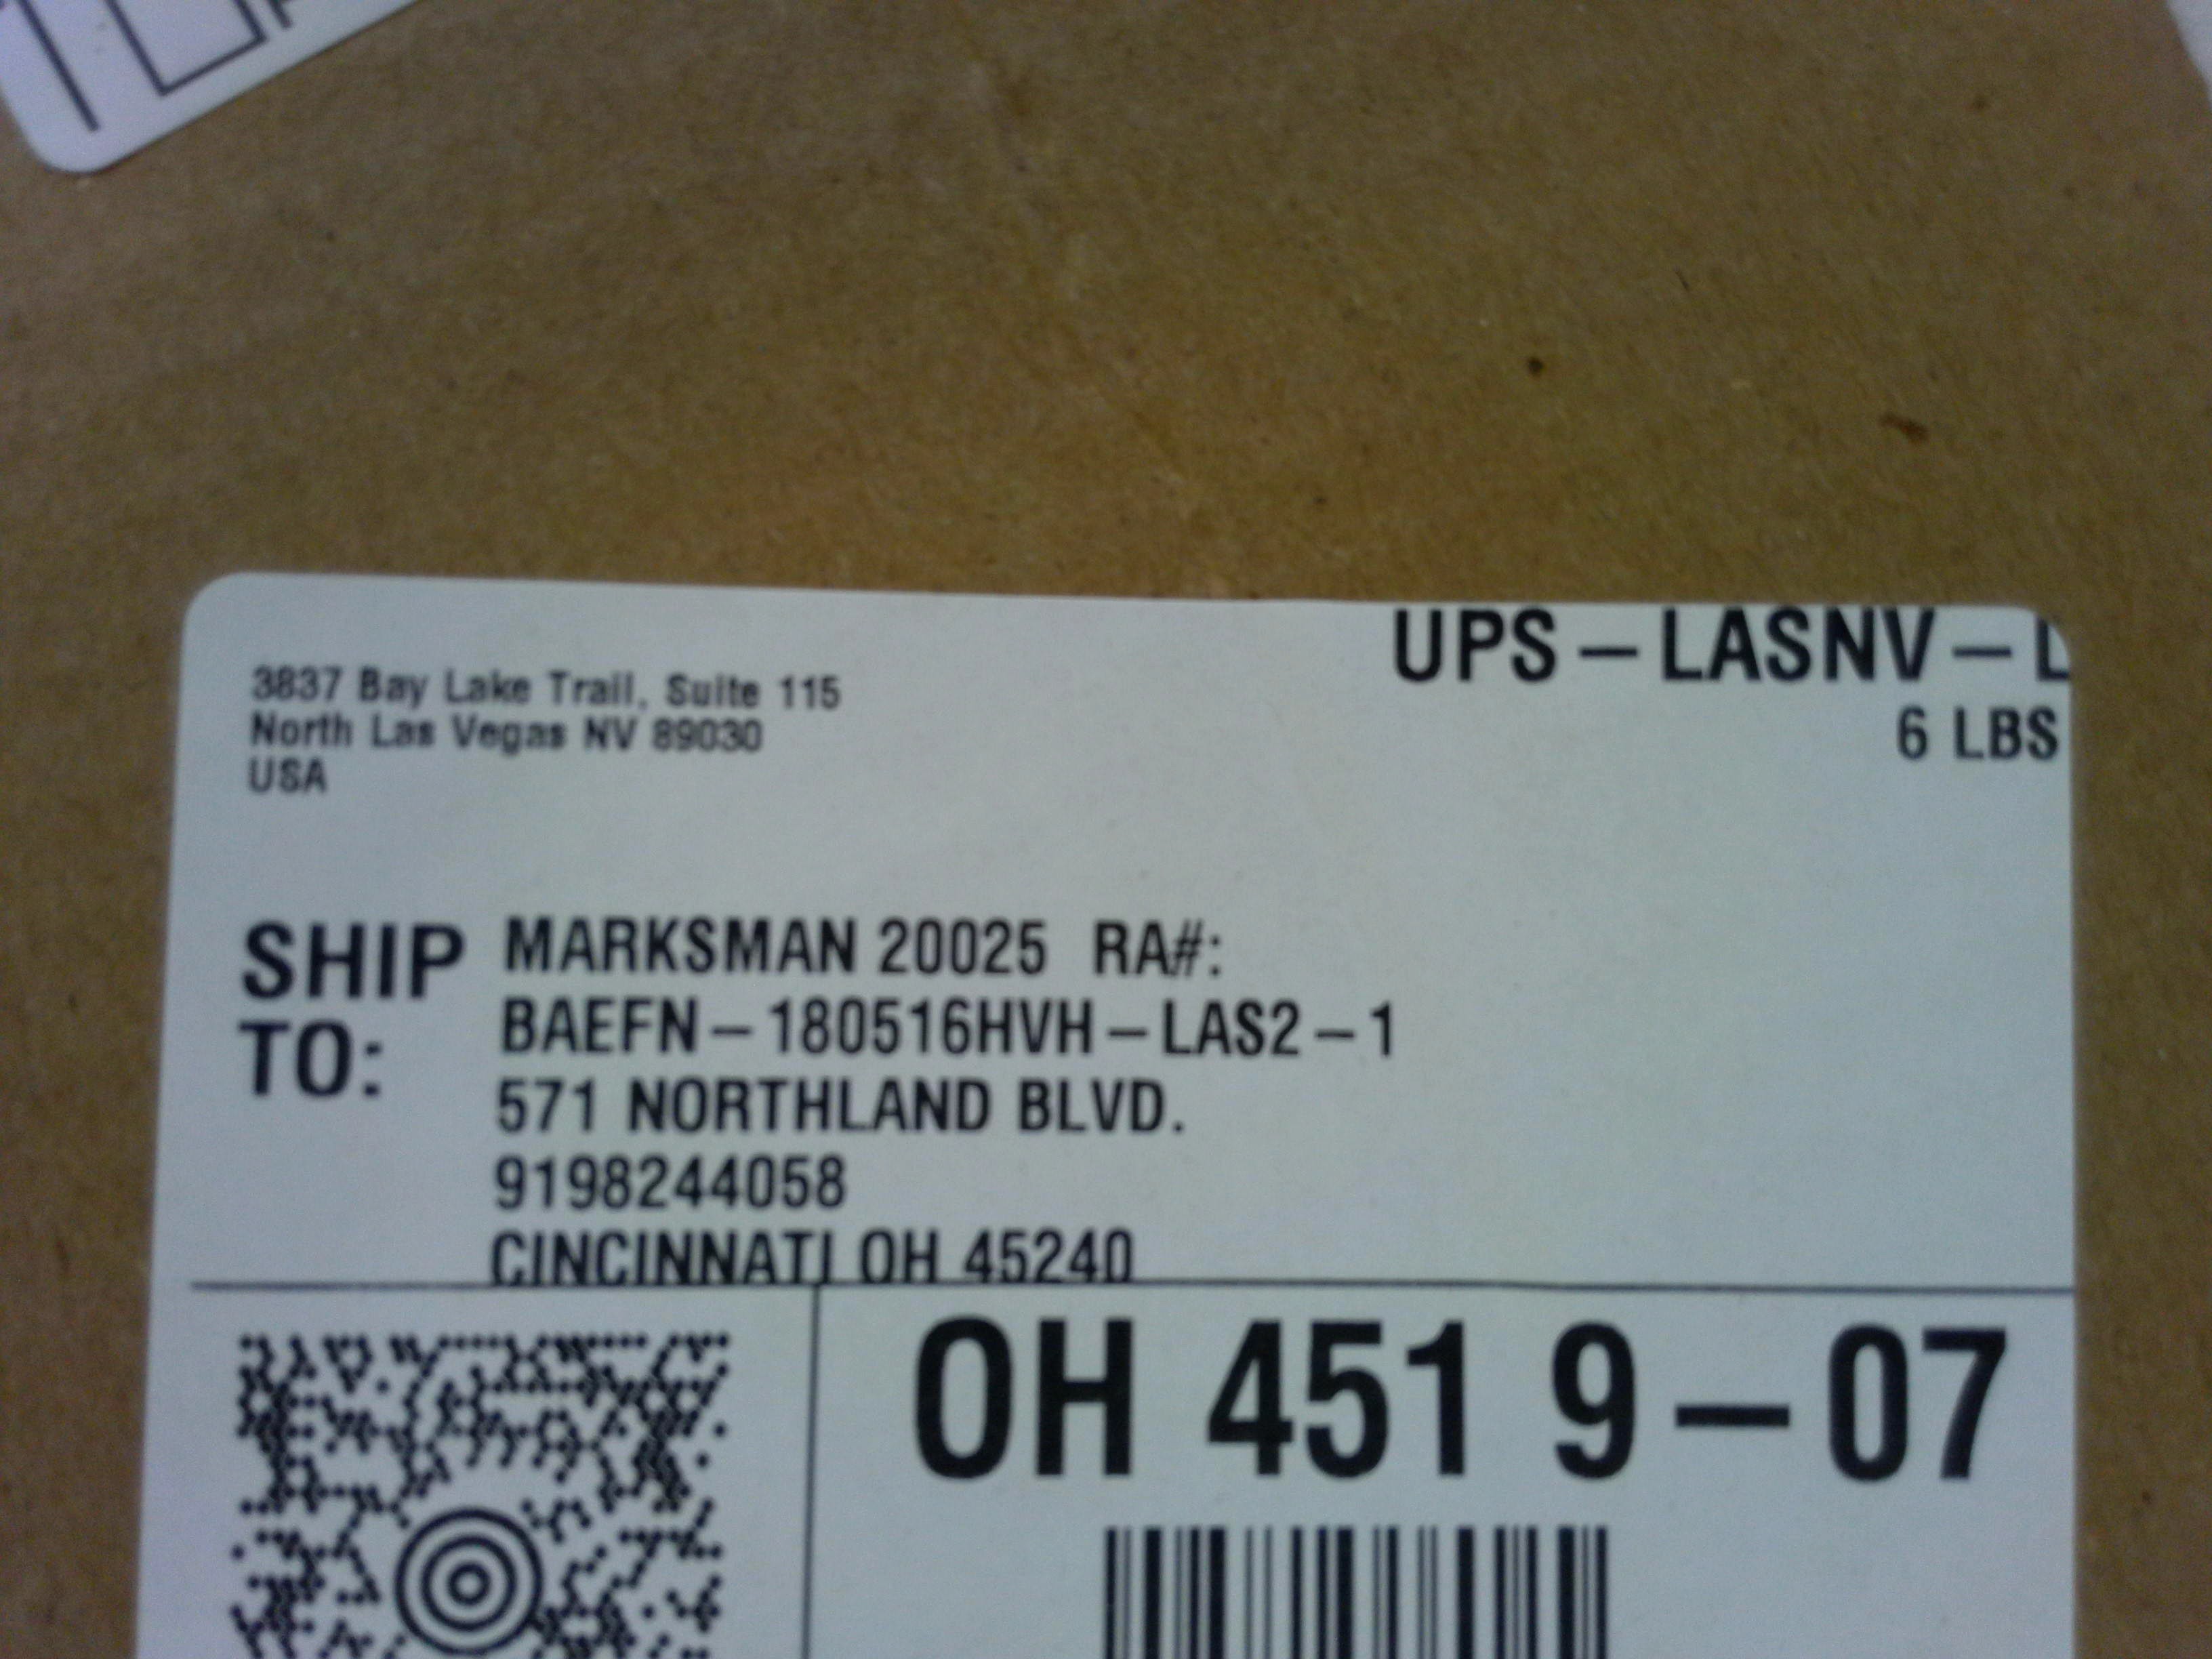 UPS - LASNV - L
6 LBS
3837 Bay Lake Trail, Suite 115
North Las Vegas NV 89030
USA
SHIP TO:
MARKSMAN 20025 RA#:
BAEFN - 180516HVH - LAS2 - 1
571 NORTHLAND BLVD.
9198244058
CINCINNATI OH 45240
OH 451 9 - 07